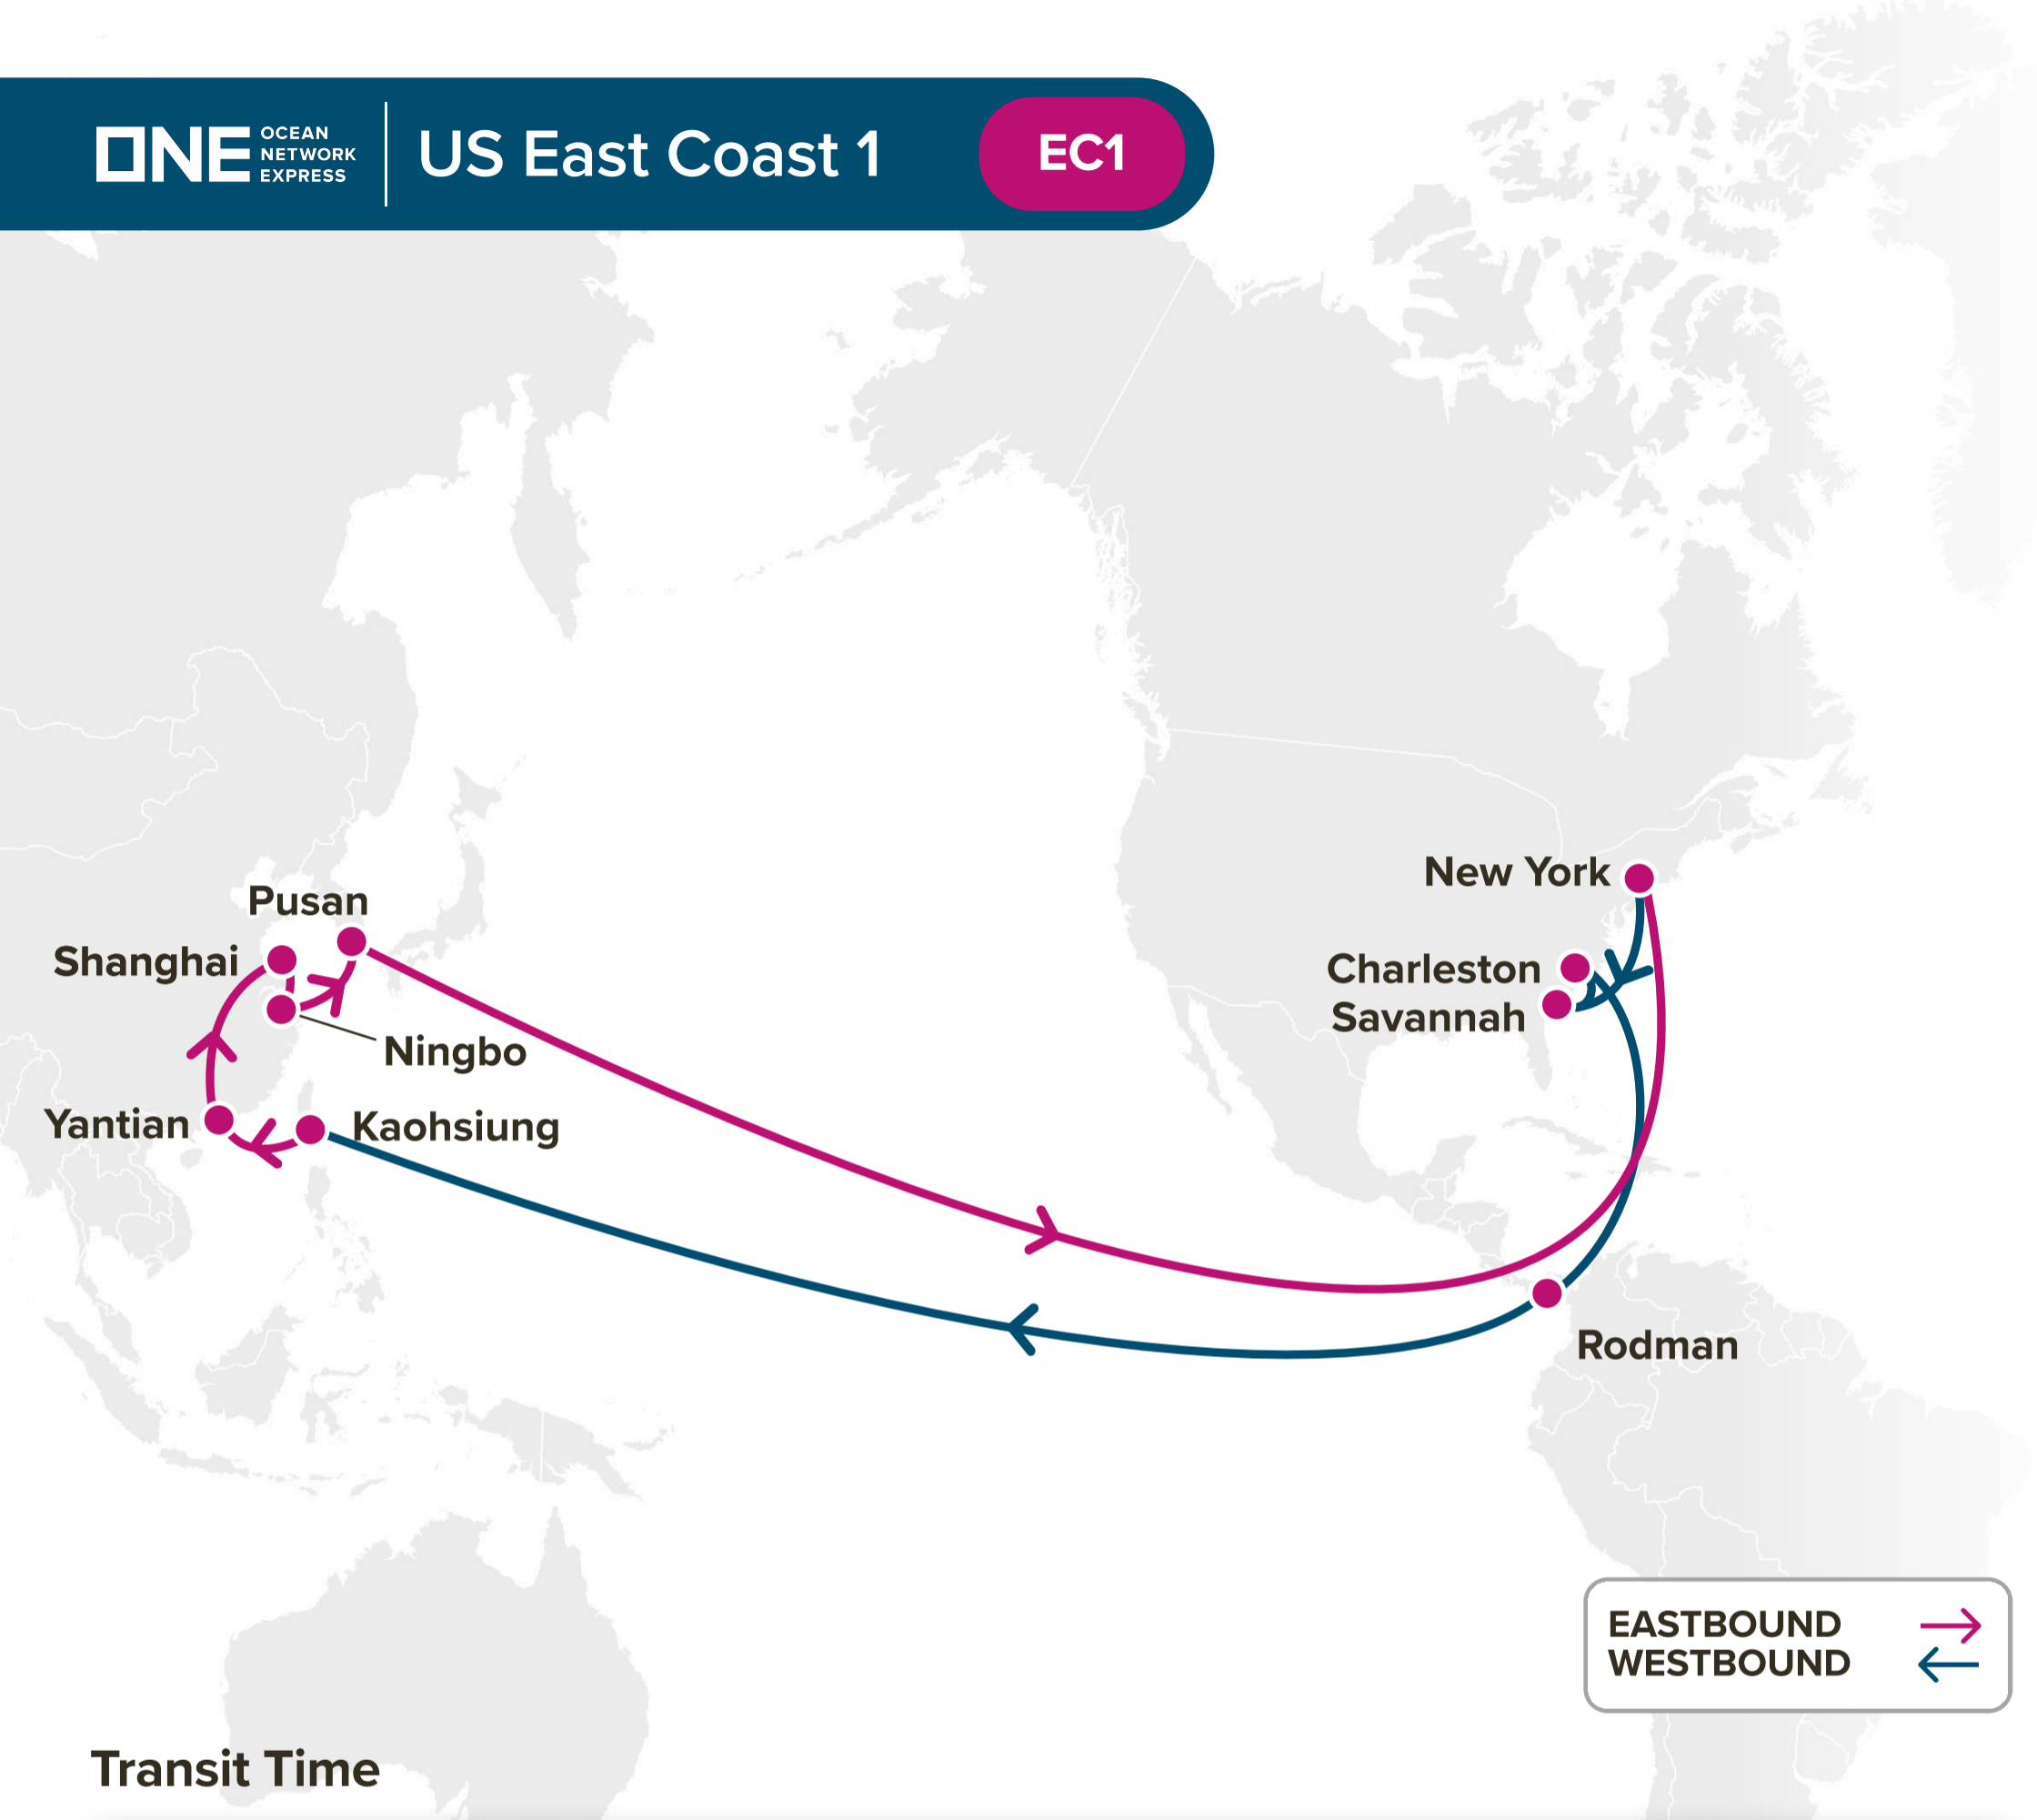 ONE
OCEAN
NETWORK
EXPRESS
US East Coast 1
EC1
New York
Pusan
Shanghai
Charleston
Savannah
Ningbo
Yantian
Kaohsiung
Rodman
EASTBOUND
WESTBOUND
Transit Time